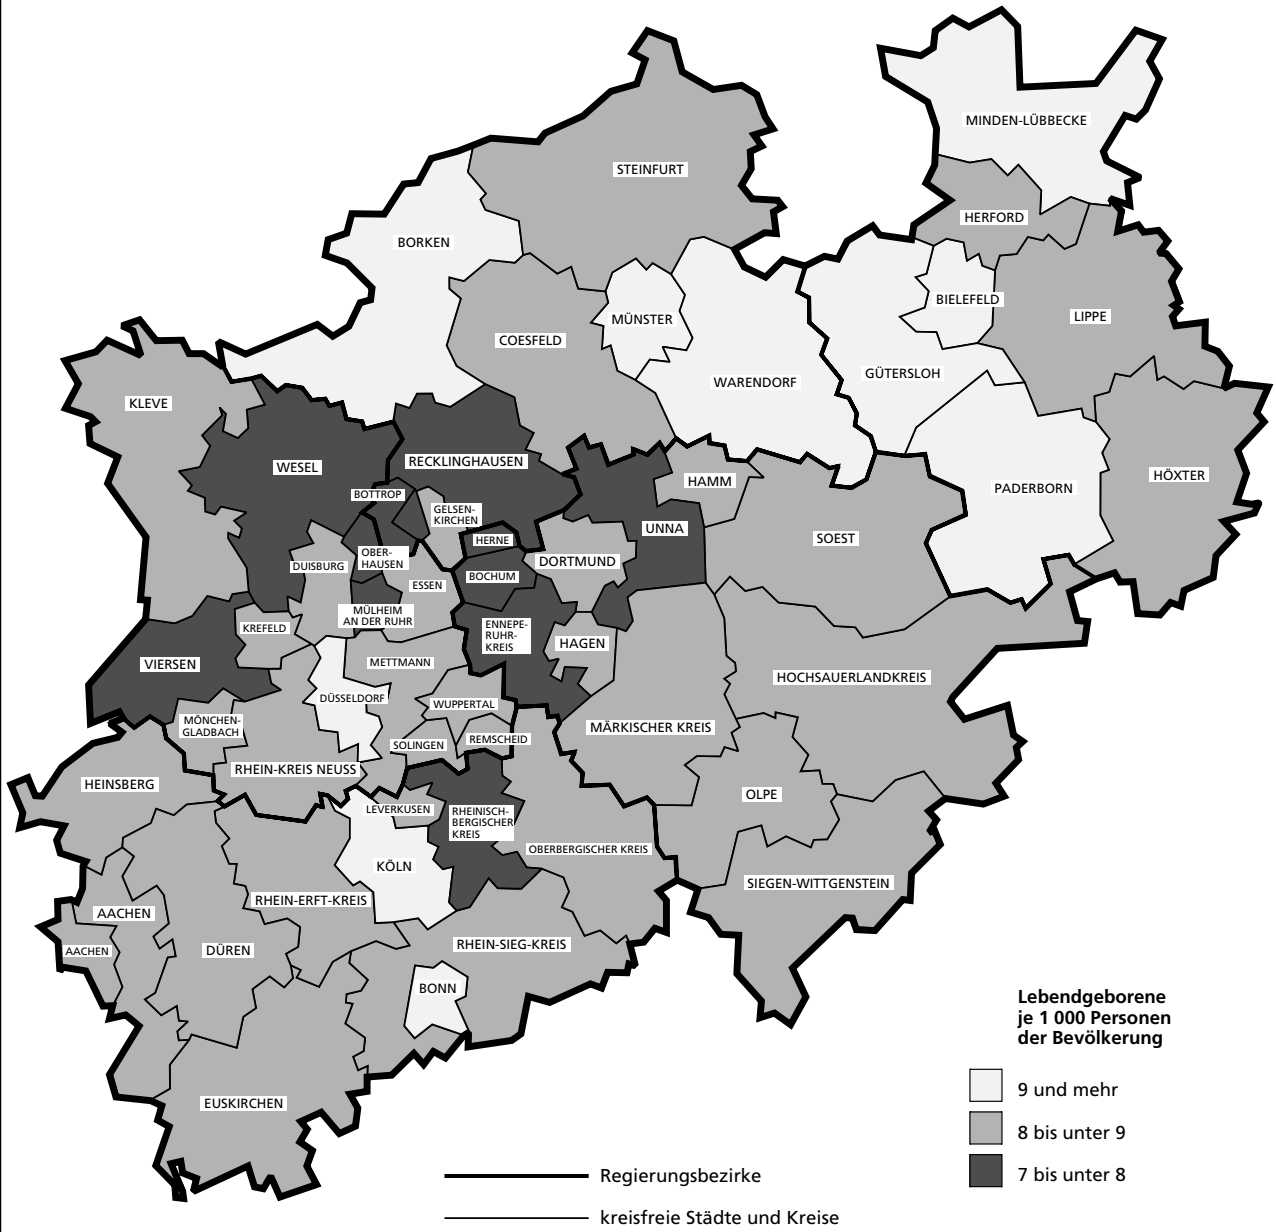 MINDEN-LÜBBECKE
STEINFURT
HERFORD
BORKEN
BIELEFELD
LIPPE
MÜNSTER
COESFELD
GÜTERSLOH
WARENDORF
KLEVE
RECKLINGHAUSEN
WESEL
HÖXTER
HAMM
PADERBORN
BOTTROP
GELSEN-
KIRCHEN
UNNA
SOEST
HERNE
OBER-
HAUSEN
DORTMUND
DUISBURG
BOCHUM
ESSEN
MÜLHEIM
AN DER RUHR
KREFELD
ENNEPE-
RUHR-
KREIS
HAGEN
VIERSEN
METTMANN
HOCHSAUERLANDKREIS
DÜSSELDORF
WUPPERTAL
MÖNCHEN-
GLADBACH
MÄRKISCHER KREIS
SOLINGEN
REMSCHEID
RHEIN-KREIS NEUSS
HEINSBERG
OLPE
LEVERKUSEN
RHEINISCH-
BERGISCHER
KREIS
OBERBERGISCHER KREIS
KÖLN
SIEGEN-WITTGENSTEIN
RHEIN-ERFT-KREIS
AACHEN
RHEIN-SIEG-KREIS
AACHEN
DÜREN
BONN
EUSKIRCHEN
Lebendgeborene
je 1 000 Personen
der Bevölkerung
9 und mehr
8 bis unter 9
7 bis unter 8
Regierungsbezirke
kreisfreie Städte und Kreise